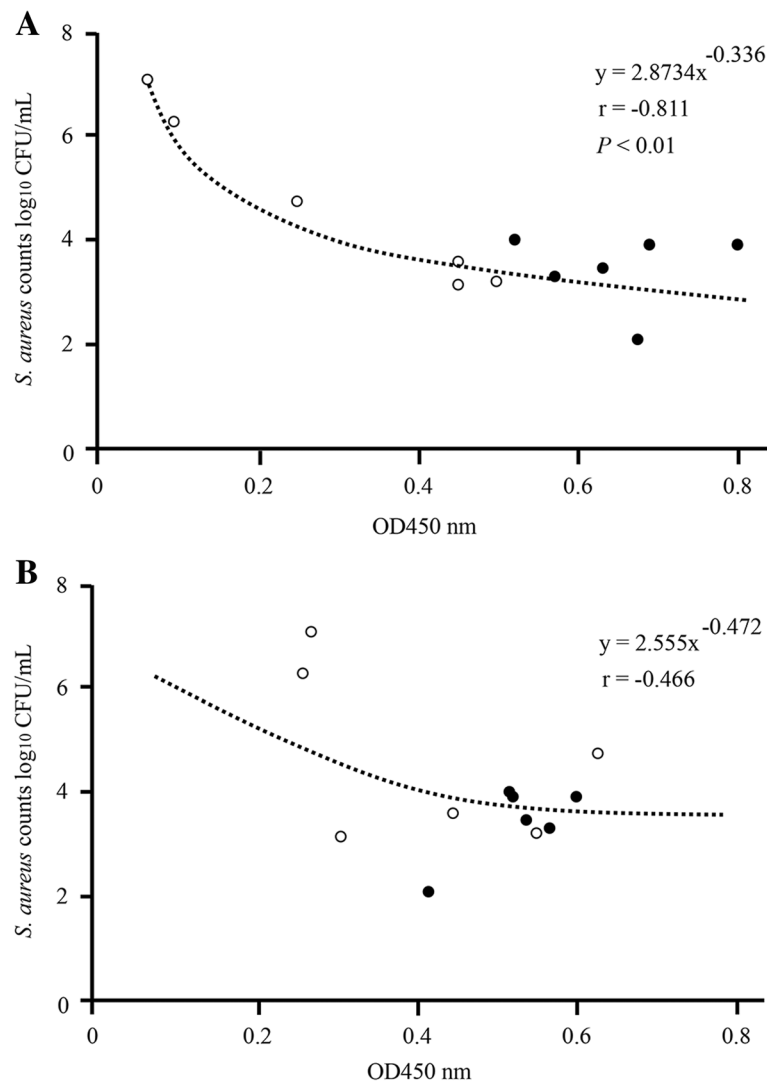 A
8
6
4
2
0
S. aureus counts log10 CFU/mL
y = 2.8734x-0.336
r = -0.811
P < 0.01
0 0.2 0.4 0.6 0.8
OD450 nm
B
8
6
4
2
0
S. aureus counts log10 CFU/mL
y = 2.555x-0.472
r = -0.466
0 0.2 0.4 0.6 0.8
OD450 nm